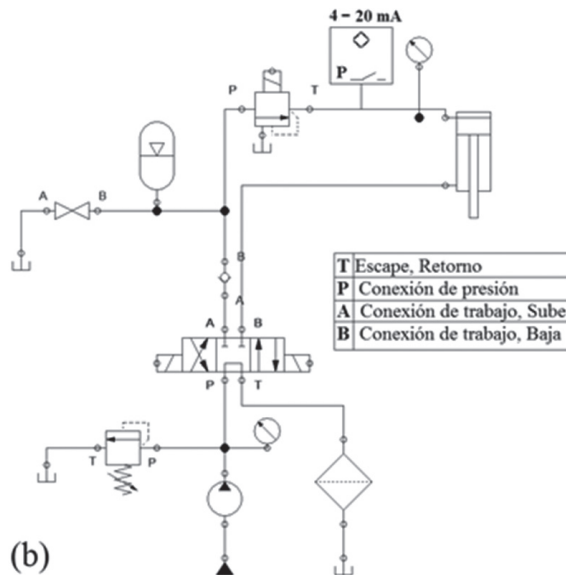 4 – 20 mA
P
P T
A B
B
A
T Escape, Retorno
P Conexión de presión
A Conexión de trabajo, Sube
B Conexión de trabajo, Baja
A B
P T
T P
(b)